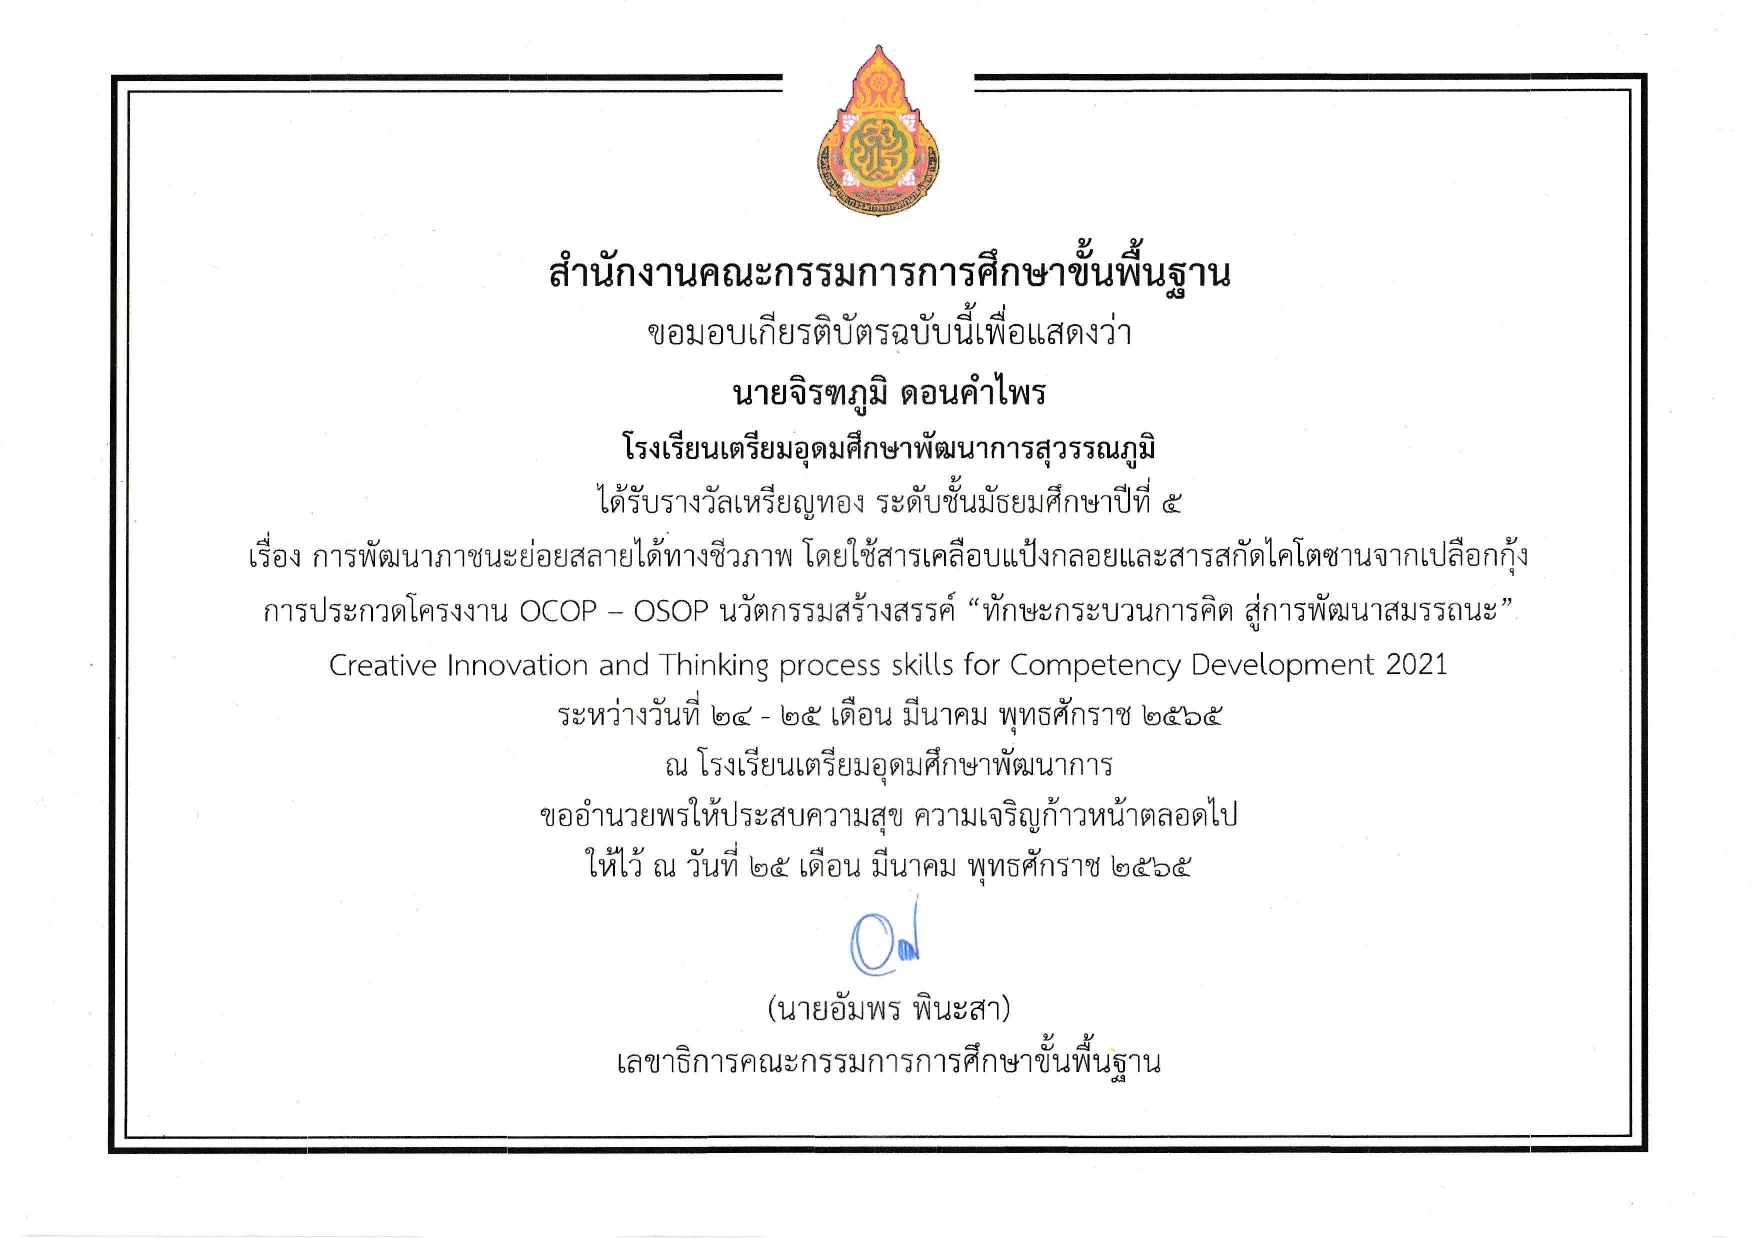 สำนักงานคณะกรรมการการศึกษาขั้นพื้นฐาน
ขอมอบเกียรติบัตรฉบับนี้เพื่อแสดงว่า
นายจิรฑภูมิ ดอนคำไพร
โรงเรียนเตรียมอุดมศึกษาพัฒนาการสุวรรณภูมิ
ได้รับรางวัลเหรียญทอง ระดับชั้นมัธยมศึกษาปีที่ ๕
เรื่อง การพัฒนาภาชนะย่อยสลายได้ทางชีวภาพ โดยใช้สารเคลือบแป้งกลอยและสารสกัดไคโตซานจากเปลือกกุ้ง
การประกวดโครงงาน OCOP – OSOP นวัตกรรมสร้างสรรค์ “ทักษะกระบวนการคิด สู่การพัฒนาสมรรถนะ”
Creative Innovation and Thinking process skills for Competency Development 2021
ระหว่างวันที่ ๒๔ - ๒๕ เดือน มีนาคม พุทธศักราช ๒๕๖๕
ณ โรงเรียนเตรียมอุดมศึกษาพัฒนาการ
ขออำนวยพรให้ประสบความสุข ความเจริญก้าวหน้าตลอดไป
ให้ไว้ ณ วันที่ ๒๕ เดือน มีนาคม พุทธศักราช ๒๕๖๕
(นายอัมพร พินะสา)
เลขาธิการคณะกรรมการการศึกษาขั้นพื้นฐาน